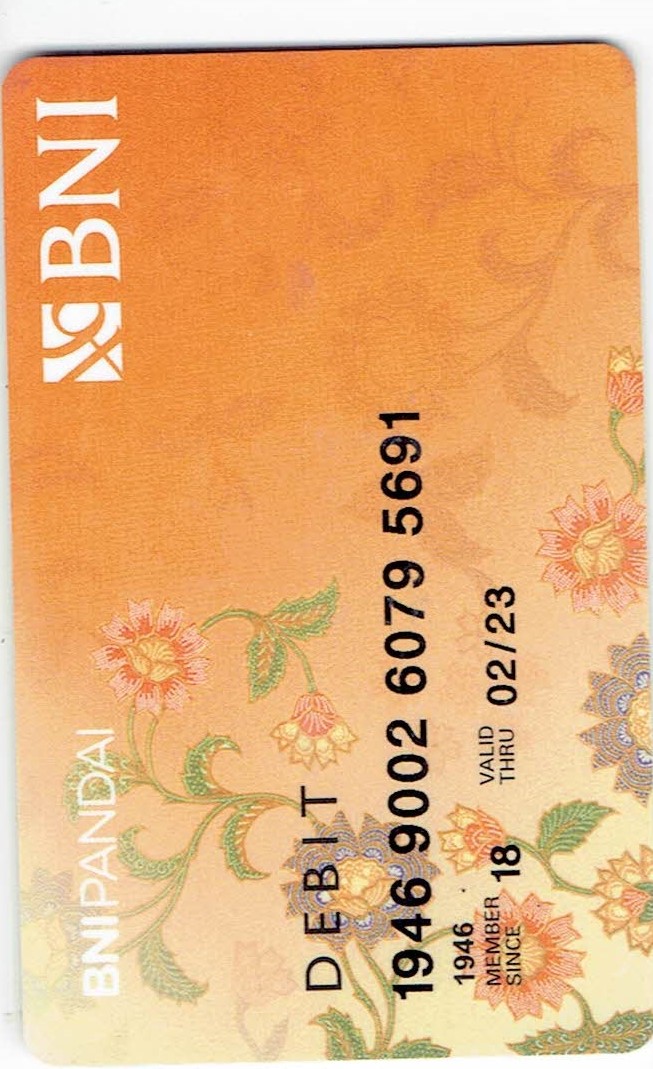 BNI PANDAI
BNI
DEBIT
1946 9002 6079 5691
1946
MEMBER SINCE 18 VALID THRU 02/23